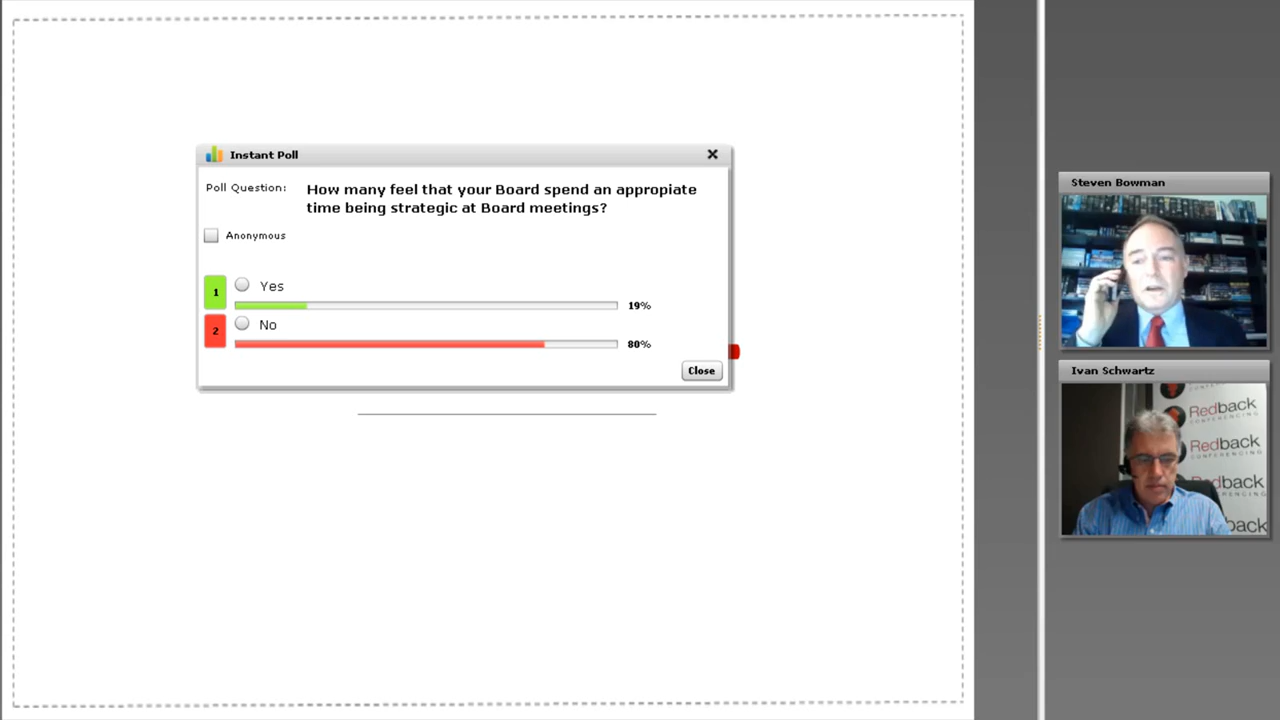 Instant Poll
Poll Question:
How many feel that your Board spend an appropiate
time being strategic at Board meetings?
Anonymous
1
Yes
19%
2
No
80%
Close
Steven Bowman
Ivan Schwartz
Redback
CONFERENCING
Redback
CONFERENCING
Redback
CONFERENCING
back